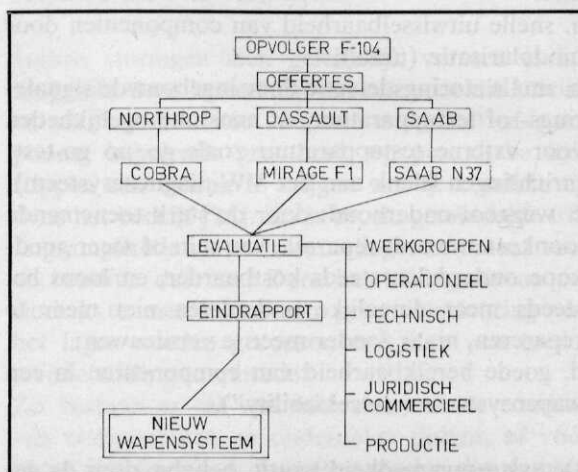 OPVOLGER F-104
OFFERTES
NORTHROP DASSAULT SAAB
COBRA MIRAGE F1 SAAB N37
EVALUATIE WERKGROEPEN
OPERATIONEEL
EINDRAPPORT TECHNISCH
LOGISTIEK
JURIDISCH
COMMERCIEEL
NIEUW
WAPENSYSTEEM
PRODUCTIE